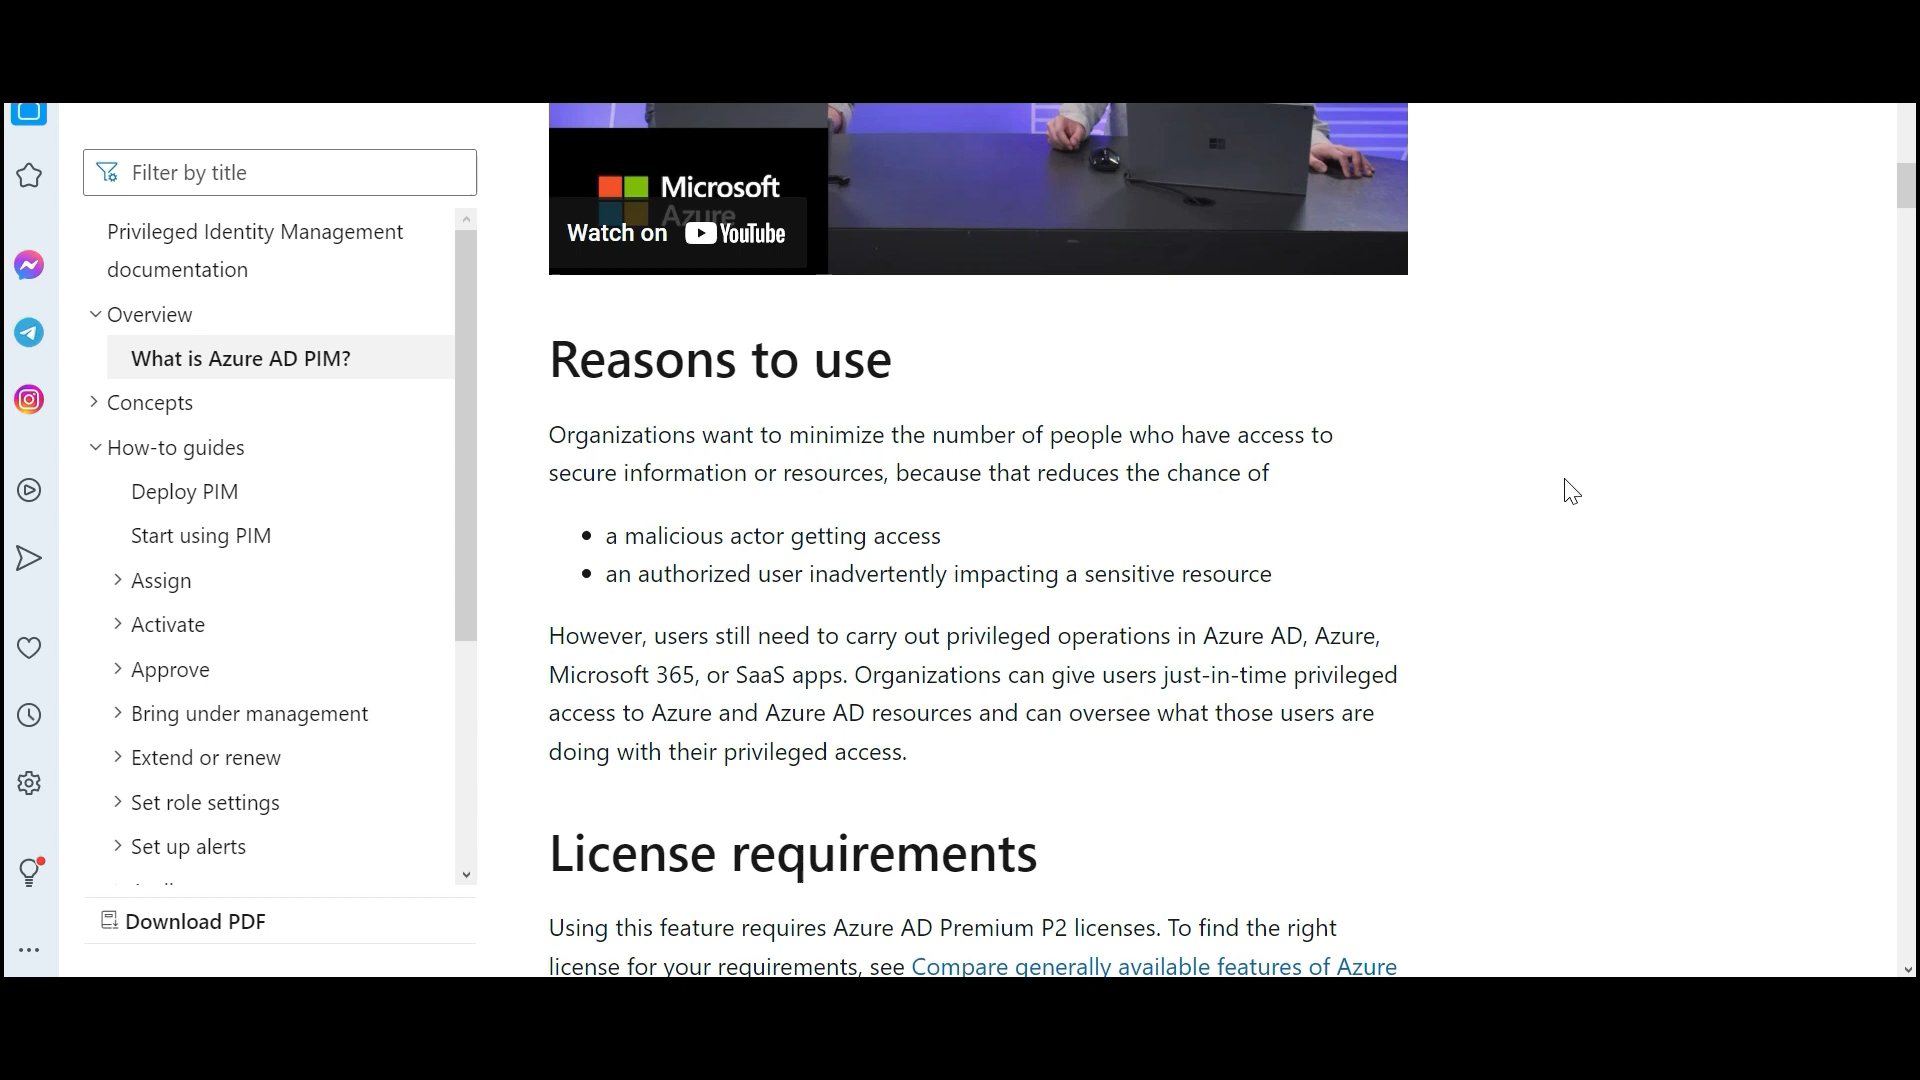 Filter by title
Privileged Identity Management
documentation
Overview
What is Azure AD PIM?
Concepts
How-to guides
Deploy PIM
Start using PIM
Assign
Activate
Approve
Bring under management
Extend or renew
Set role settings
Set up alerts
Download PDF
Microsoft
Azure
Watch on YouTube
Reasons to use
Organizations want to minimize the number of people who have access to
secure information or resources, because that reduces the chance of
• a malicious actor getting access
• an authorized user inadvertently impacting a sensitive resource
However, users still need to carry out privileged operations in Azure AD, Azure,
Microsoft 365, or SaaS apps. Organizations can give users just-in-time privileged
access to Azure and Azure AD resources and can oversee what those users are
doing with their privileged access.
License requirements
Using this feature requires Azure AD Premium P2 licenses. To find the right
license for your requirements, see Compare generally available features of Azure